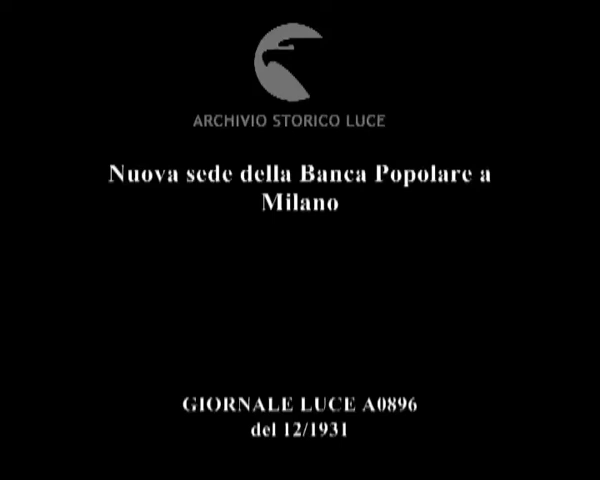 ARCHIVIO STORICO LUCE
Nuova sede della Banca Popolare a
Milano
GIORNALE LUCE A0896
del 12/1931